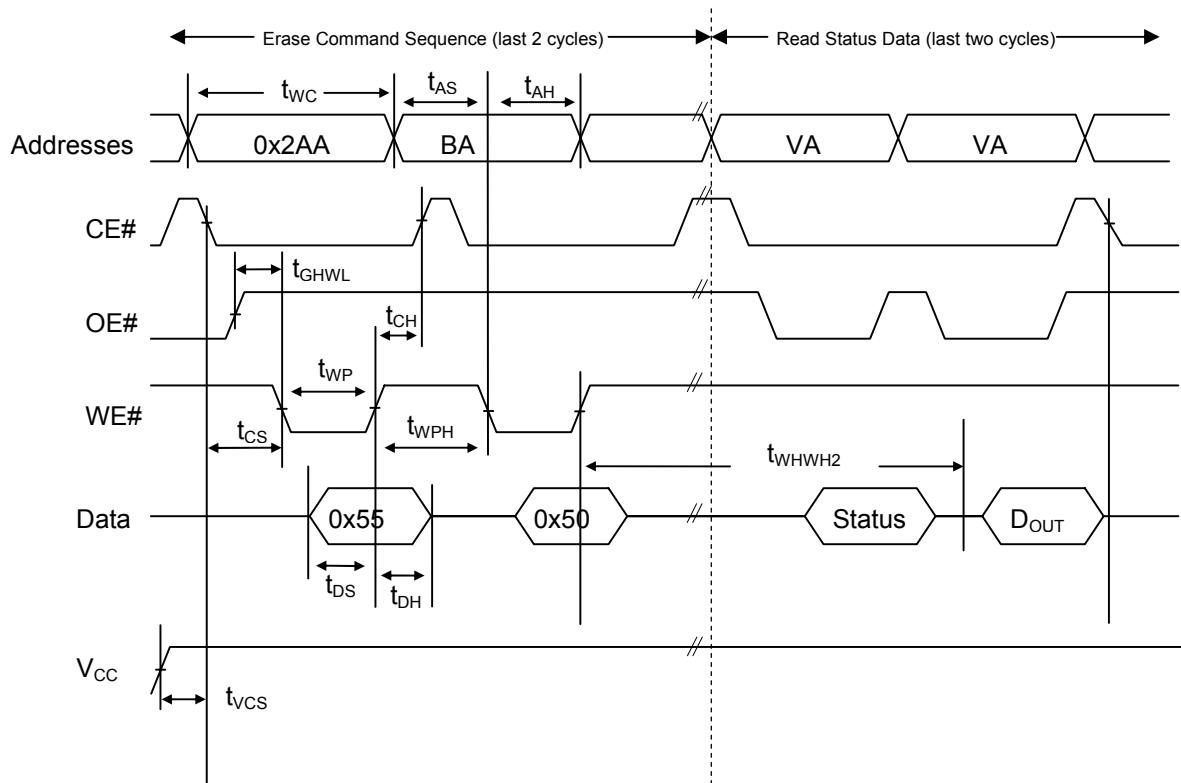 Erase Command Sequence (last 2 cycles) Read Status Data (last two cycles)
tWC tAS tAH
Addresses 0x2AA BA VA VA
CE#
tGHWL
OE# tCH
tWP
WE#
tCS tWPH tWHWH2
Data 0x55 0x50 Status DOUT
tDS tDH
VCC
tVCS